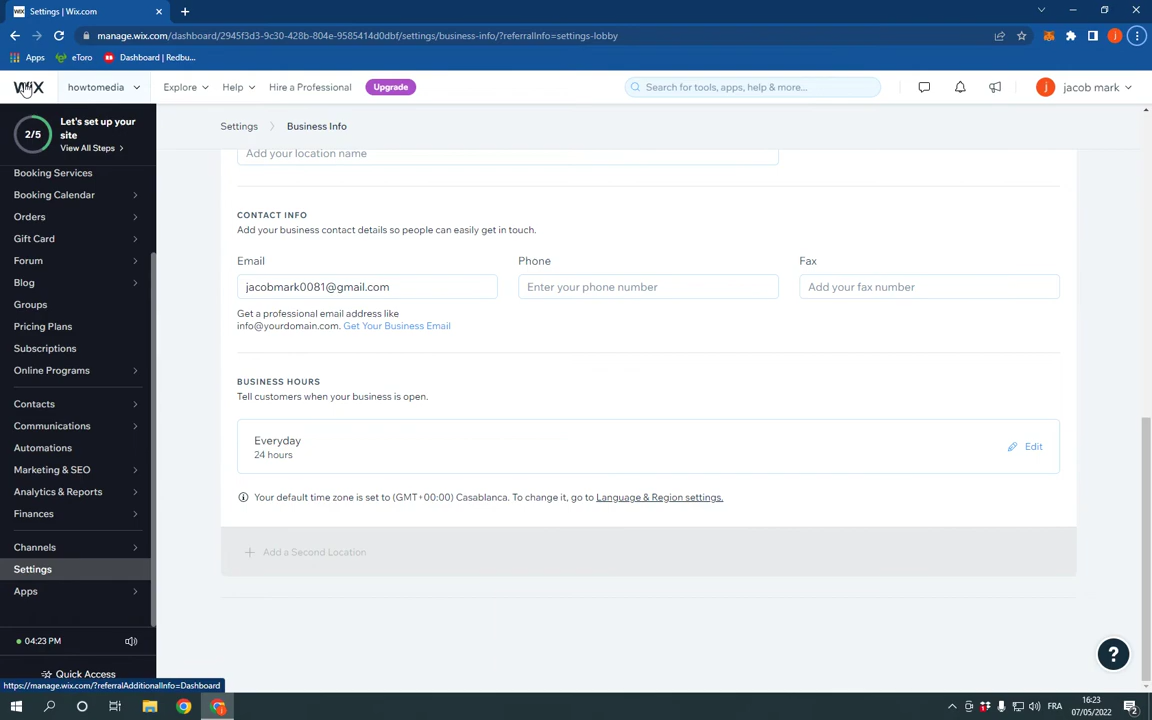 WiX
Settings | Wix.com
manage.wix.com/dashboard/2945f3d3-9c30-428b-804e-9585414d0dbf/settings/business-info/?referralInfo=settings-lobby
j
Apps
eToro
Dashboard | Redbu...
WIX
howtomedia
Explore
Help
Hire a Professional
Upgrade
Search for tools, apps, help & more...
j
jacob mark
2/5
Let's set up your
site
View All Steps
Booking Services
Booking Calendar
Orders
Gift Card
Forum
Blog
Groups
Pricing Plans
Subscriptions
Online Programs
Contacts
Communications
Automations
Marketing & SEO
Analytics & Reports
Finances
Channels
Settings
Apps
04:23 PM
Quick Access
Settings
Business Info
Add your location name
CONTACT INFO
Add your business contact details so people can easily get in touch.
Email
Phone
Fax
jacobmark0081@gmail.com
Enter your phone number
Add your fax number
Get a professional email address like
info@yourdomain.com. Get Your Business Email
BUSINESS HOURS
Tell customers when your business is open.
Everyday
24 hours
Edit
Your default time zone is set to (GMT+00:00) Casablanca. To change it, go to Language & Region settings.
Add a Second Location
?
https://manage.wix.com/?referralAdditionalInfo=Dashboard
FRA
16:23
07/05/2022
2